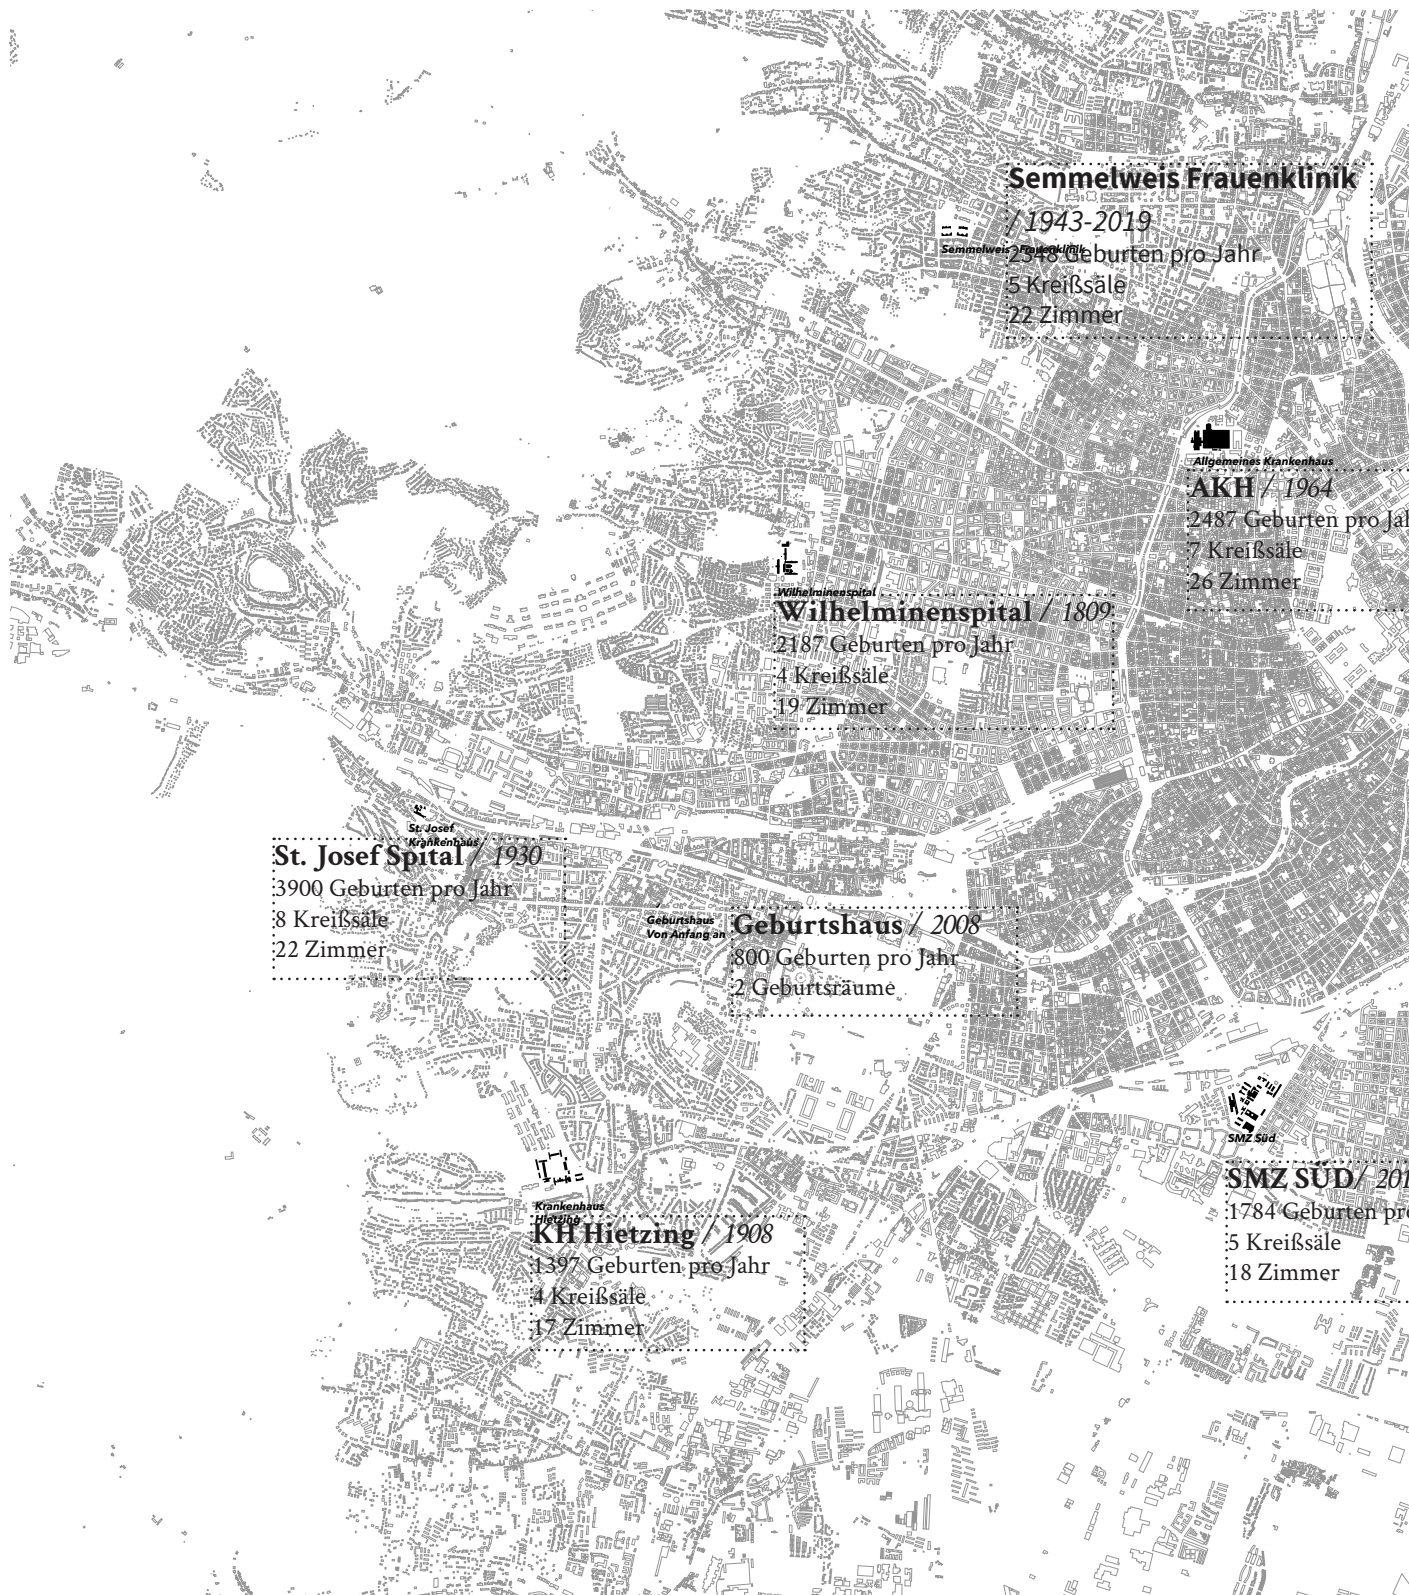 Semmelweis Frauenklinik
/ 1943-2019
Semmelweis - Frauenklinik
2348 Geburten pro Jahr
5 Kreißsäle
22 Zimmer
Allgemeines Krankenhaus
AKH / 1964
2487 Geburten pro Jah
7 Kreißsäle
26 Zimmer
Wilhelminenspital
Wilhelminenspital / 1809
2187 Geburten pro Jahr
4 Kreißsäle
19 Zimmer
St. Josef
Krankenhaus
St. Josef Spital / 1930
3900 Geburten pro Jahr
8 Kreißsäle
22 Zimmer
Geburtshaus
Von Anfang an
Geburtshaus / 2008
800 Geburten pro Jahr
2 Geburtsräume
SMZ Süd
SMZ SÜD/ 201
1784 Geburten pro
5 Kreißsäle
18 Zimmer
Krankenhaus
Hietzing
KH Hietzing / 1908
1397 Geburten pro Jahr
4 Kreißsäle
17 Zimmer